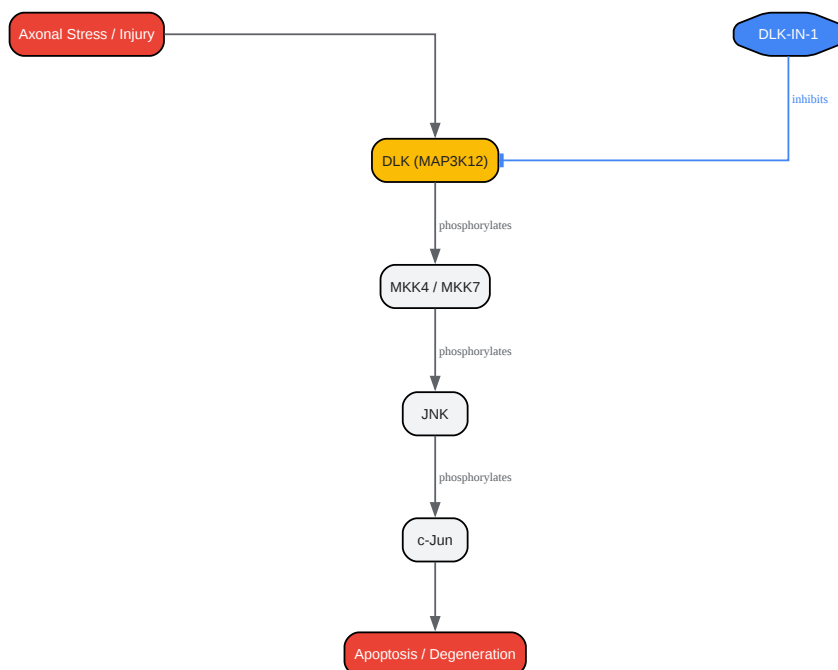 Axonal Stress / Injury
DLK-IN-1
inhibits
DLK (MAP3K12)
phosphorylates
MKK4 / MKK7
phosphorylates
JNK
phosphorylates
c-Jun
Apoptosis / Degeneration